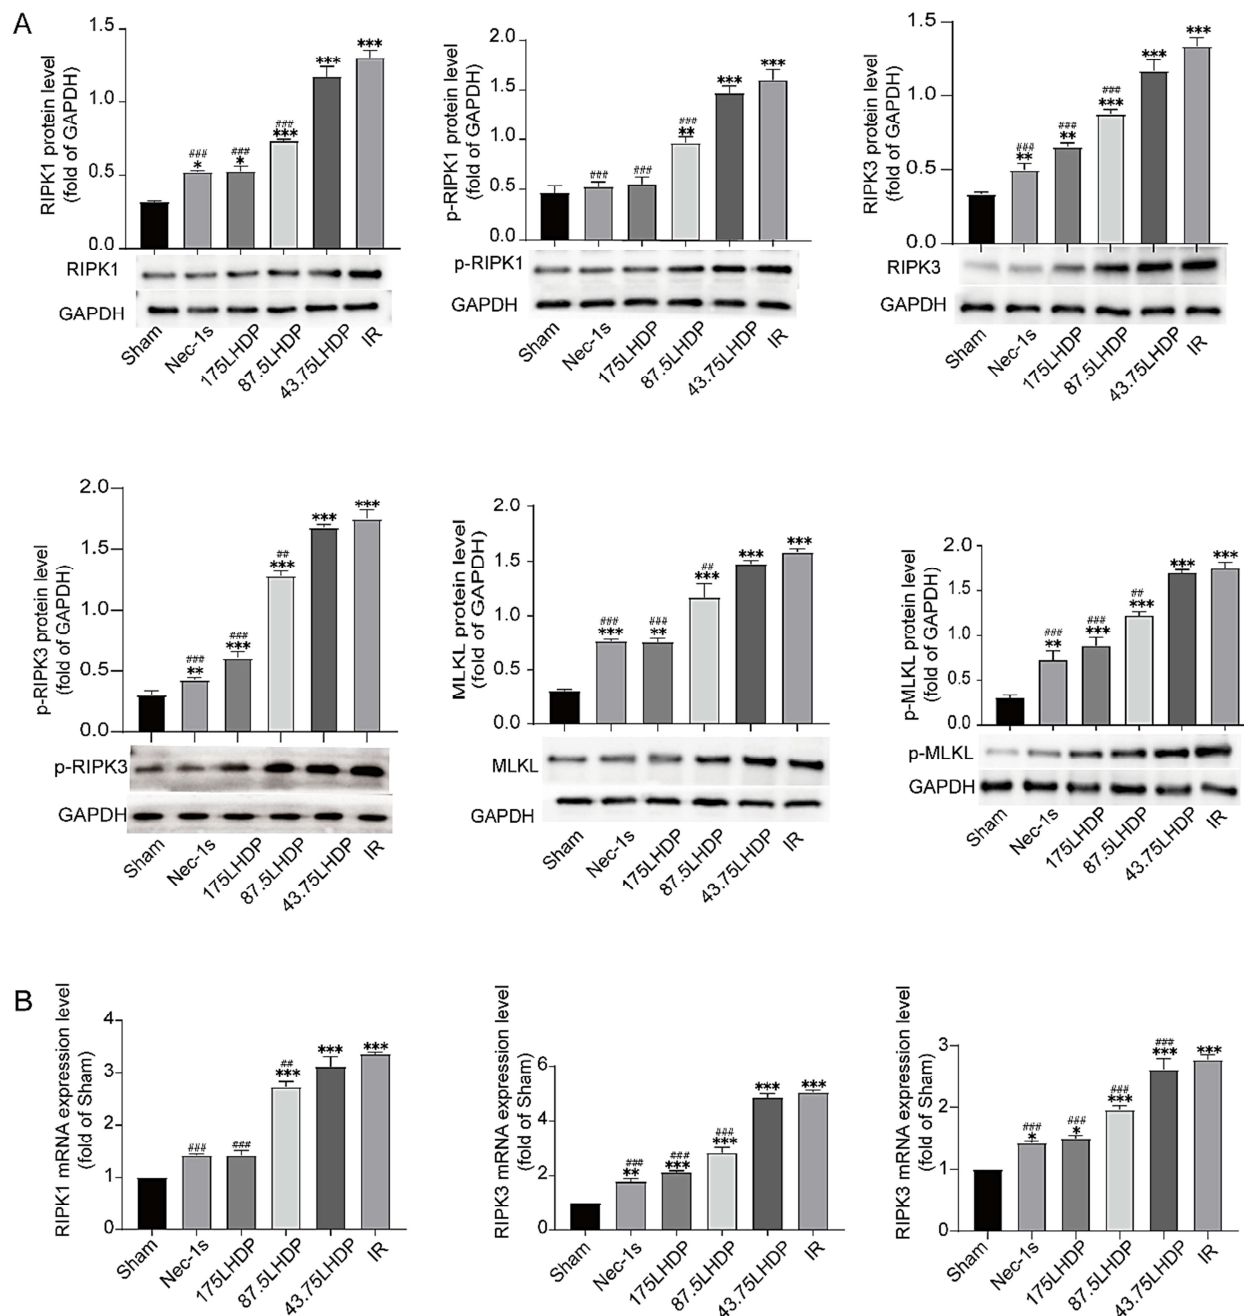 A
RIPK1 protein level
(fold of GAPDH)
1.5
1.0
0.5
0.0
###
*
###
*
###
***
***
***
RIPK1
GAPDH
Sham
Nec-1s
175LHDP
87.5LHDP
43.75LHDP
IR
p-RIPK1 protein level
(fold of GAPDH)
2.0
1.5
1.0
0.5
0.0
###
###
###
**
***
***
p-RIPK1
GAPDH
Sham
Nec-1s
175LHDP
87.5LHDP
43.75LHDP
IR
RIPK3 protein level
(fold of GAPDH)
1.5
1.0
0.5
0.0
###
**
###
**
###
***
***
***
RIPK3
GAPDH
Sham
Nec-1s
175LHDP
87.5LHDP
43.75LHDP
IR
p-RIPK3 protein level
(fold of GAPDH)
2.0
1.5
1.0
0.5
0.0
###
**
###
***
##
***
***
***
p-RIPK3
GAPDH
Sham
Nec-1s
175LHDP
87.5LHDP
43.75LHDP
IR
MLKL protein level
(fold of GAPDH)
2.0
1.5
1.0
0.5
0.0
###
***
###
**
##
***
***
***
MLKL
GAPDH
Sham
Nec-1s
175LHDP
87.5LHDP
43.75LHDP
IR
p-MLKL protein level
(fold of GAPDH)
2.0
1.5
1.0
0.5
0.0
###
**
###
***
##
***
***
***
p-MLKL
GAPDH
Sham
Nec-1s
175LHDP
87.5LHDP
43.75LHDP
IR
B
RIPK1 mRNA expression level
(fold of Sham)
4
3
2
1
0
###
###
##
***
***
***
Sham
Nec-1s
175LHDP
87.5LHDP
43.75LHDP
IR
RIPK3 mRNA expression level
(fold of Sham)
6
4
2
0
###
**
###
***
###
***
***
***
Sham
Nec-1s
175LHDP
87.5LHDP
43.75LHDP
IR
RIPK3 mRNA expression level
(fold of Sham)
3
2
1
0
###
*
###
*
###
***
###
***
***
Sham
Nec-1s
175LHDP
87.5LHDP
43.75LHDP
IR